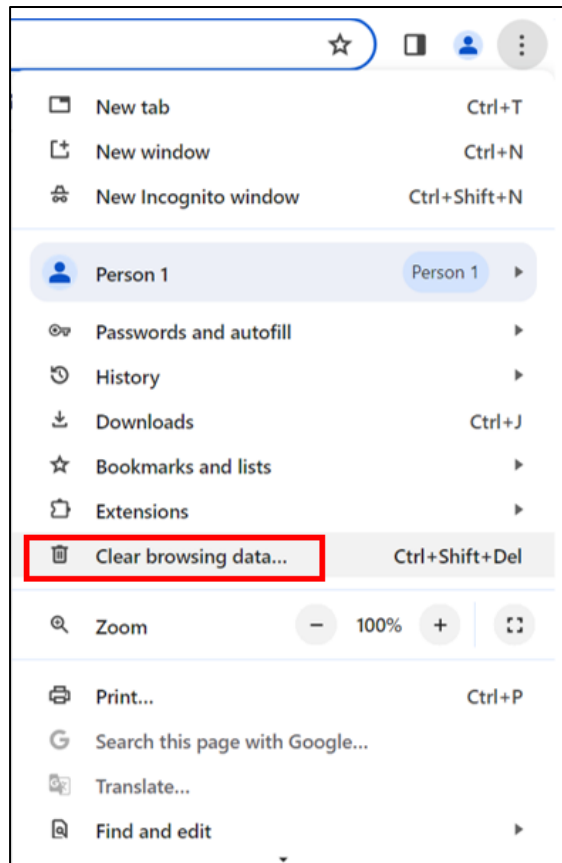 New tab Ctrl+T
New window Ctrl+N
New Incognito window Ctrl+Shift+N
Person 1 Person 1
Passwords and autofill
History
Downloads Ctrl+J
Bookmarks and lists
Extensions
Clear browsing data... Ctrl+Shift+Del
Zoom − 100% +
Print... Ctrl+P
Search this page with Google...
Translate...
Find and edit